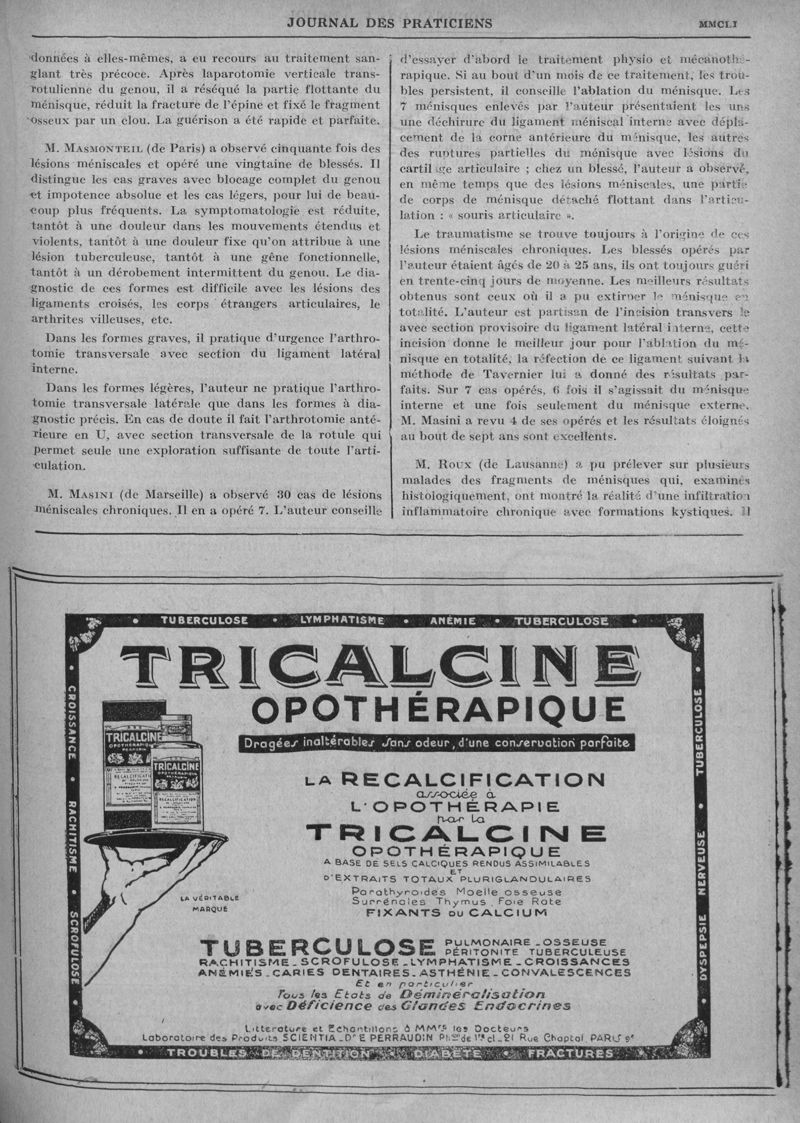 JOURNAL DES PRATICIENS
MMCLI
données à elles-mêmes, a eu recours au traitement san-
glant très précoce. Après laparotomie verticale trans-
rotulienne du genou, il a réséqué la partie flottante du
ménisque, réduit la fracture de l'épine et fixé le fragment
osseux par un clou. La guérison a été rapide et parfaite.
M. MASMONTEIL (de Paris) a observé cinquante fois des
lésions méniscales et opéré une vingtaine de blessés. Il
distingue les cas graves avec blocage complet du genou
et impotence absolue et les cas légers, pour lui de beau-
coup plus fréquents. La symptomatologie est réduite,
tantôt à une douleur dans les mouvements étendus et
violents, tantôt à une douleur fixe qu'on attribue à une
lésion tuberculeuse, tantôt à une gêne fonctionnelle,
tantôt à un dérobement intermittent du genou. Le dia-
gnostic de ces formes est difficile avec les lésions des
ligaments croisés, les corps étrangers articulaires, le
arthrites villeuses, etc.
Dans les formes graves, il pratique d'urgence l'arthro-
tomie transversale avec section du ligament latéral
interne.
Dans les formes légères, l'auteur ne pratique l'arthro-
tomie transversale latérale que dans les formes à dia-
gnostic précis. En cas de doute il fait l'arthrotomie anté-
rieure en U, avec section transversale de la rotule qui
permet seule une exploration suffisante de toute l'arti-
culation.
M. MASINI (de Marseille) a observé 30 cas de lésions
méniscales chroniques. Il en a opéré 7. L'auteur conseille
d'essayer d'abord le traitement physio et mécanothé-
rapique. Si au bout d'un mois de ce traitement, les trou-
bles persistent, il conseille l'ablation du ménisque. Les
7 ménisques enlevés par l'auteur présentaient les uns
une déchirure du ligament méniscal interne avec dépla-
cement de la corne antérieure du ménisque, les autres
des ruptures partielles du ménisque avec lésions du
cartilage articulaire ; chez un blessé, l'auteur a observé,
en même temps que des lésions méniscales, une partie
de corps de ménisque détaché flottant dans l'articu-
lation : « souris articulaire ».
Le traumatisme se trouve toujours à l'origine de ces
lésions méniscales chroniques. Les blessés opérés par
l'auteur étaient âgés de 20 à 25 ans, ils ont toujours guéri
en trente-cinq jours de moyenne. Les meilleurs résultats
obtenus sont ceux où il a pu extirper le ménisque en
totalité. L'auteur est partisan de l'incision transversale
avec section provisoire du ligament latéral interne, cette
incision donne le meilleur jour pour l'ablation du mé-
nisque en totalité, la réfection de ce ligament suivant la
méthode de Tavernier lui a donné des résultats par-
faits. Sur 7 cas opérés, 6 fois il s'agissait du ménisque
interne et une fois seulement du ménisque externe.
M. Masini a revu 4 de ses opérés et les résultats éloignés
au bout de sept ans sont excellents.
M. ROUX (de Lausanne) a pu prélever sur plusieurs
malades des fragments de ménisques qui, examinés
histologiquement, ont montré la réalité d'une infiltration
inflammatoire chronique avec formations kystiques. Il
• TUBERCULOSE • LYMPHATISME • ANÉMIE • TUBERCULOSE •
CROISSANCE • RACHITISME • SCROFULOSE
TUBERCULOSE • DYSPEPSIE NERVEUSE
TRICALCINE
OPOTHÉRAPIQUE
Dragées inaltérables sans odeur, d'une conservation parfaite
TRICALCINE
OPOTHÉRAPIQUE
RECALCIFICATION
TRICALCINE
OPOTHÉRAPIQUE
RECALCIFICATION
LA VÉRITABLE
MARQUE
LA RECALCIFICATION
associée à
L'OPOTHÉRAPIE
par la
TRICALCINE
OPOTHÉRAPIQUE
A BASE DE SELS CALCIQUES RENDUS ASSIMILABLES
ET
D'EXTRAITS TOTAUX PLURIGLANDULAIRES
Parathyroïdes Moelle osseuse
Surrénales Thymus, Foie Rate
FIXANTS DU CALCIUM
TUBERCULOSE PULMONAIRE _ OSSEUSE
PÉRITONITE TUBERCULEUSE
RACHITISME _ SCROFULOSE _ LYMPHATISME _ CROISSANCES
ANÉMIES _ CARIES DENTAIRES _ ASTHÉNIE _ CONVALESCENCES
Et en particulier
Tous les Etats de Déminéralisation
avec Déficience des Glandes Endocrines
Littérature et Echantillons à MMrs les Docteurs
Laboratoire des Produits SCIENTIA _ Dr E PERRAUDIN Phien de 1re cl _ 21 Rue Chaptal PARIS 9e
• TROUBLES DE DENTITION • DIABÈTE • FRACTURES •